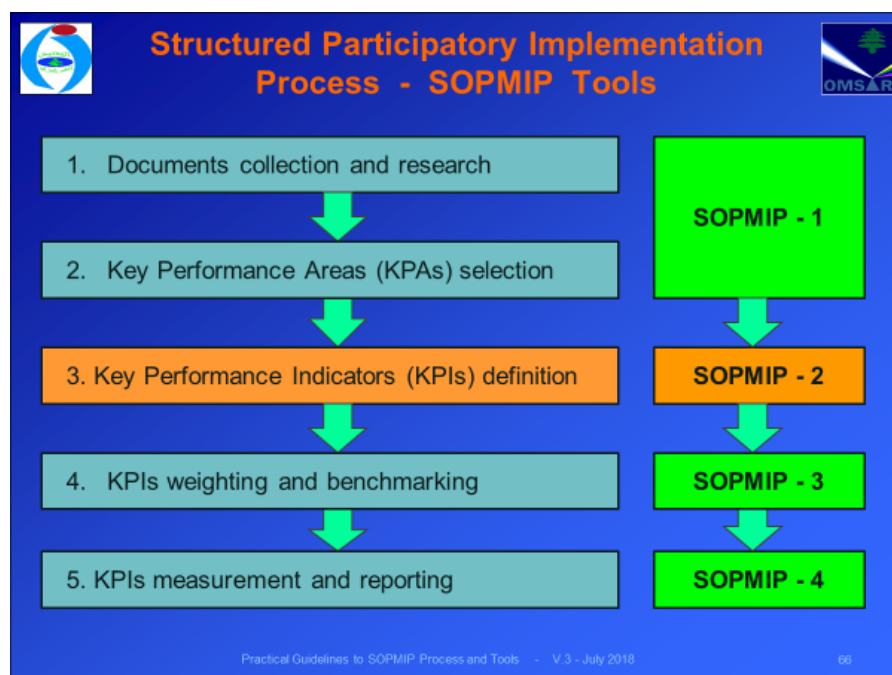 Structured Participatory Implementation
Process - SOPMIP Tools
OMSAR
1. Documents collection and research
SOPMIP - 1
2. Key Performance Areas (KPAs) selection
3. Key Performance Indicators (KPIs) definition
SOPMIP - 2
4. KPIs weighting and benchmarking
SOPMIP - 3
5. KPIs measurement and reporting
SOPMIP - 4
Practical Guidelines to SOPMIP Process and Tools - V.3 - July 2018
66